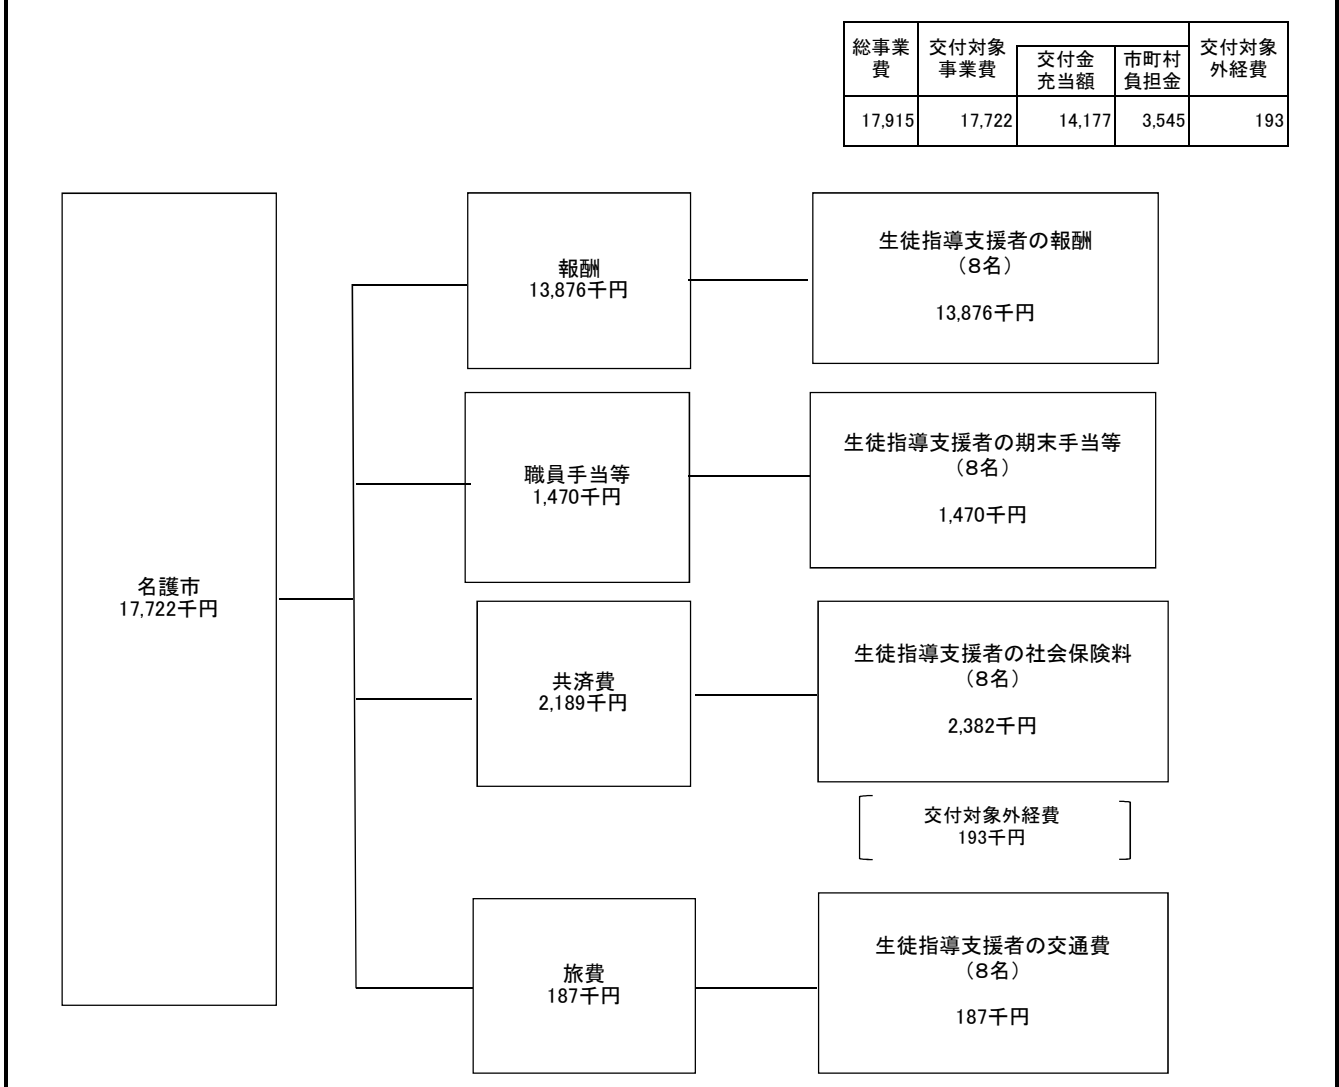 総事業費
交付対象事業費
交付金充当額
市町村負担金
交付対象外経費
17,915 17,722 14,177 3,545 193
名護市
17,722千円
報酬
13,876千円
生徒指導支援者の報酬
（８名）
13,876千円
職員手当等
1,470千円
生徒指導支援者の期末手当等
（８名）
1,470千円
共済費
2,189千円
生徒指導支援者の社会保険料
（８名）
2,382千円
交付対象外経費
193千円
旅費
187千円
生徒指導支援者の交通費
（８名）
187千円